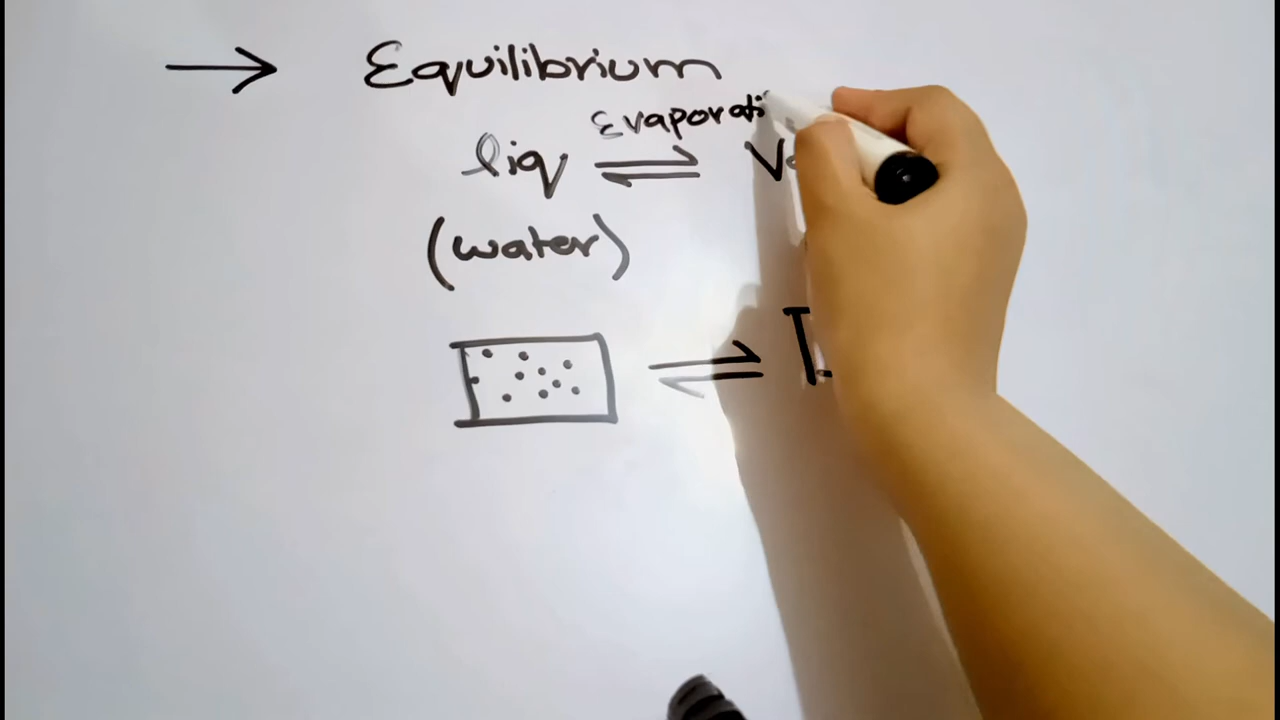 → Equilibrium
Evaporati
liq ⇌ V
(water)
⇌